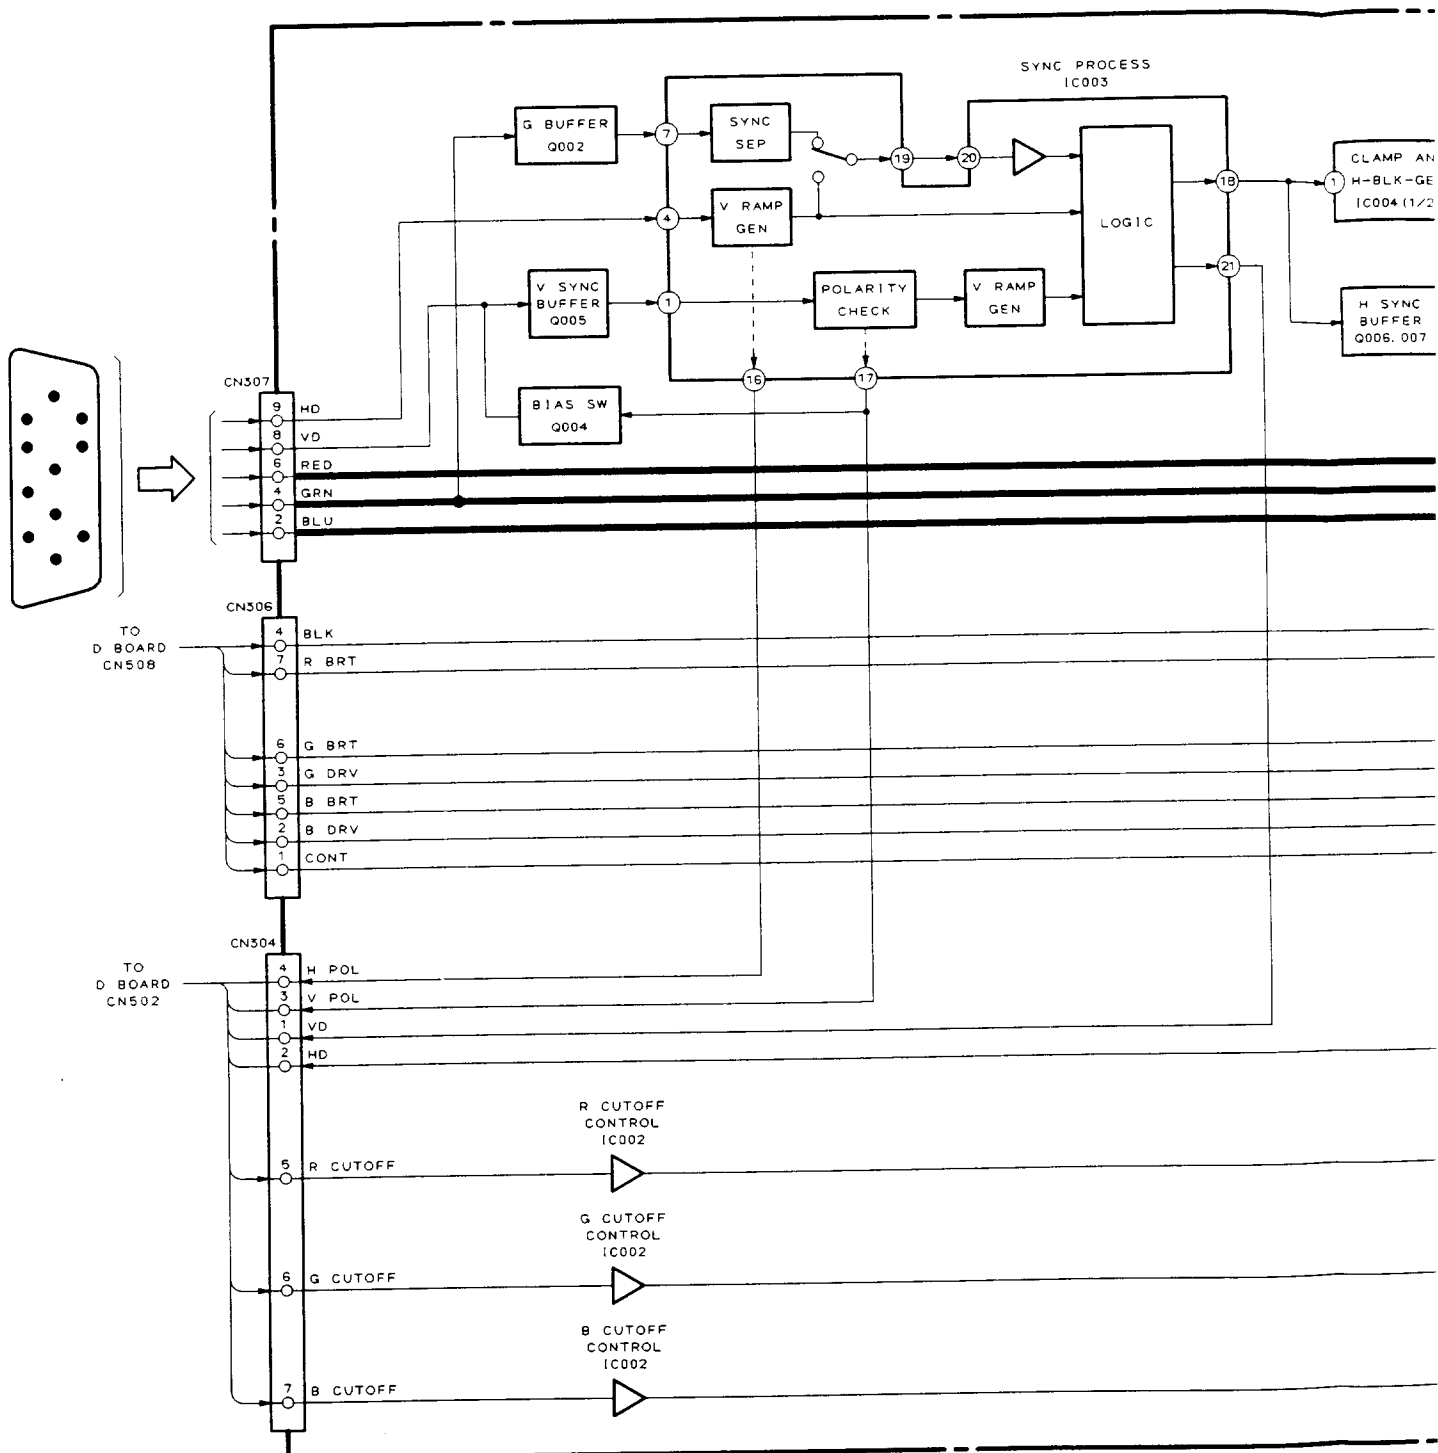 SYNC PROCESS
IC003
G BUFFER
Q002
7
SYNC
SEP
19
20
4
V RAMP
GEN
LOGIC
18
1
CLAMP AN
H-BLK-GE
IC004 (1/2
21
V SYNC
BUFFER
Q005
1
POLARITY
CHECK
V RAMP
GEN
H SYNC
BUFFER
Q006.007
16
17
BIAS SW
Q004
CN307
9 HD
8 VD
6 RED
4 GRN
2 BLU
CN306
TO
D BOARD
CN508
4 BLK
7 R BRT
6 G BRT
3 G DRV
5 B BRT
2 B DRV
1 CONT
CN304
TO
D BOARD
CN502
4 H POL
3 V POL
1 VD
2 HD
R CUTOFF
CONTROL
IC002
5 R CUTOFF
G CUTOFF
CONTROL
IC002
6 G CUTOFF
B CUTOFF
CONTROL
IC002
7 B CUTOFF